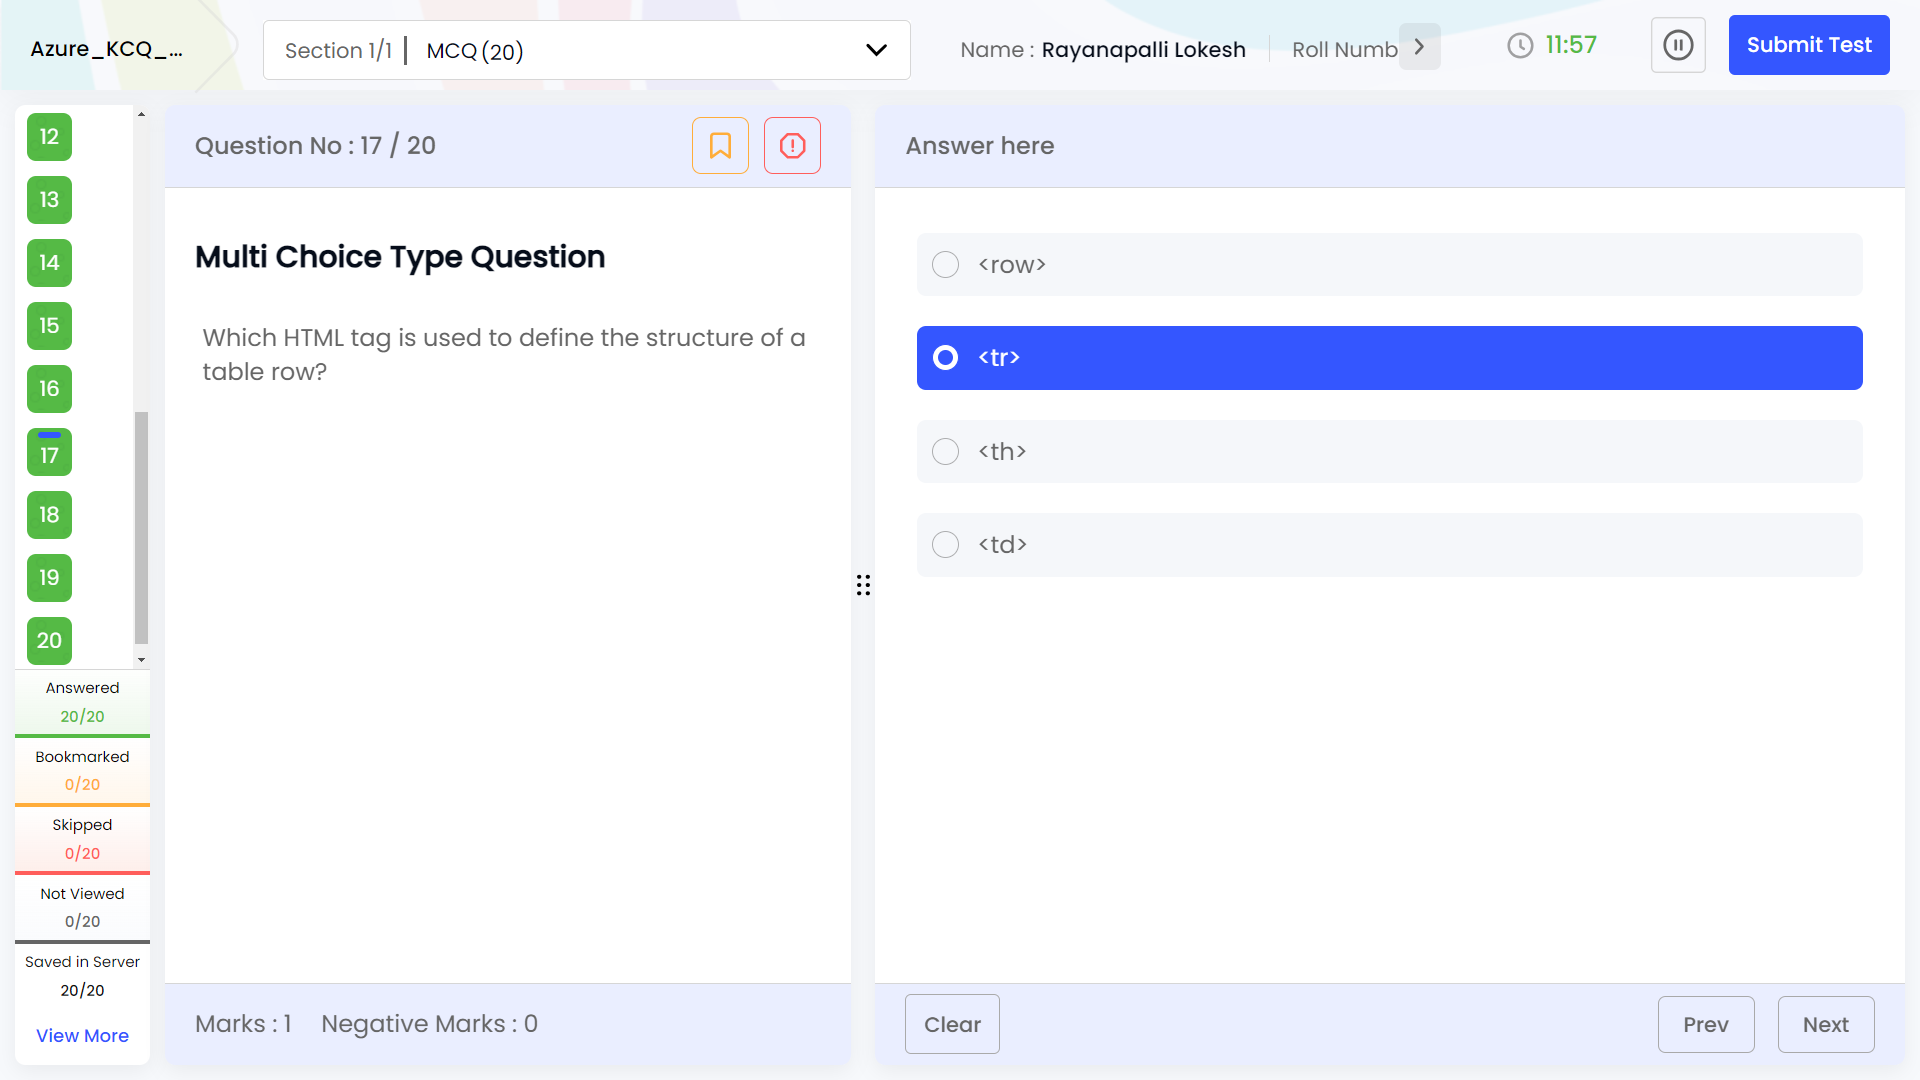 Azure_KCQ_...
Section 1/1 | MCQ (20)
Name : Rayanapalli Lokesh
Roll Numb
11:57
Submit Test
12
13
14
15
16
17
18
19
20
Answered
20/20
Bookmarked
0/20
Skipped
0/20
Not Viewed
0/20
Saved in Server
20/20
View More
Question No : 17 / 20
Multi Choice Type Question
Which HTML tag is used to define the structure of a
table row?
Marks : 1 Negative Marks : 0
Answer here
<row>
<tr>
<th>
<td>
Clear
Prev
Next